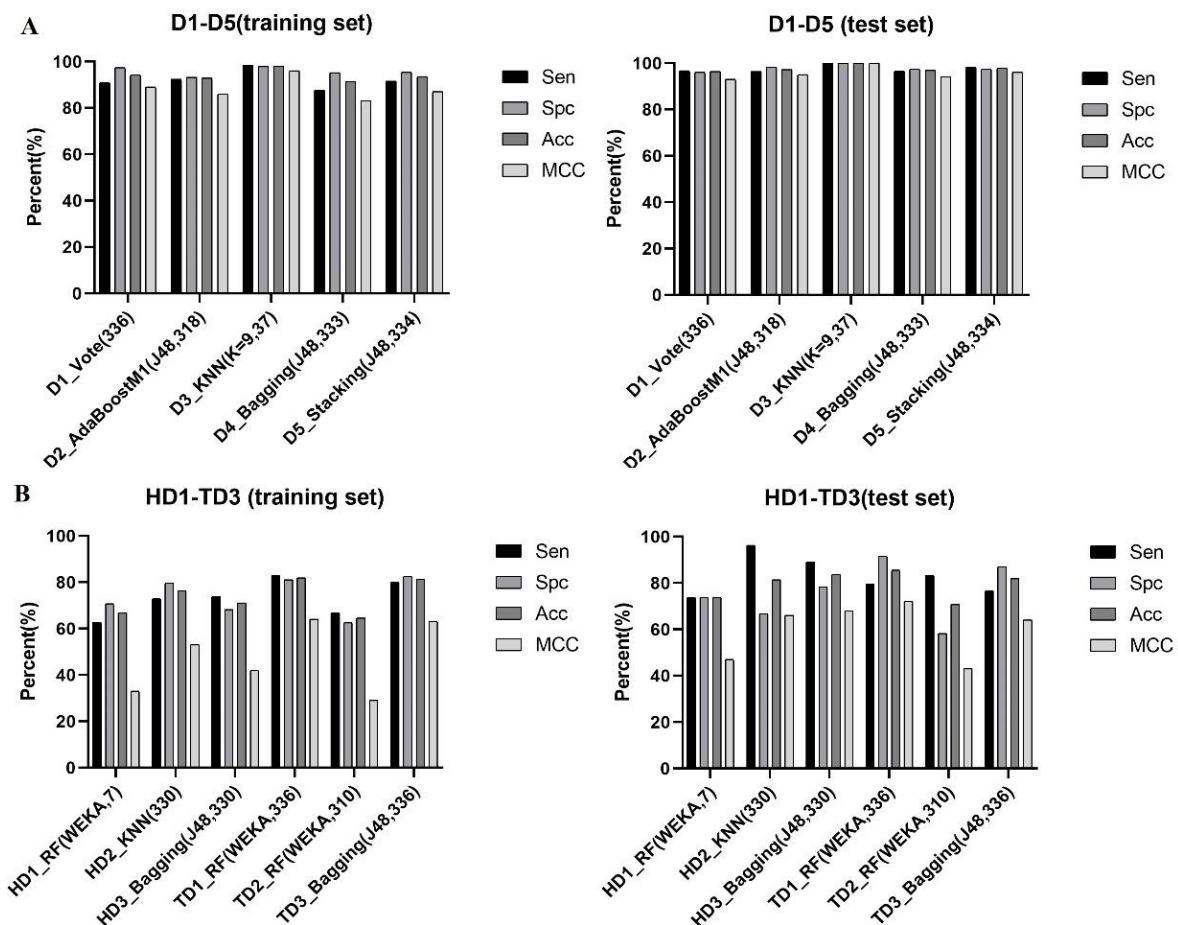 A
D1-D5(training set)
Percent(%)
100
80
60
40
20
0
D1_Vote(336)
D2_AdaBoostM1(J48,318)
D3_KNN(K=9,37)
D4_Bagging(J48,333)
D5_Stacking(J48,334)
Sen
Spc
Acc
MCC
D1-D5 (test set)
Percent(%)
100
80
60
40
20
0
D1_Vote(336)
D2_AdaBoostM1(J48,318)
D3_KNN(K=9,37)
D4_Bagging(J48,333)
D5_Stacking(J48,334)
Sen
Spc
Acc
MCC
B
HD1-TD3 (training set)
Percent(%)
100
80
60
40
20
0
HD1_RF(WEKA,7)
HD2_KNN(330)
HD3_Bagging(J48,330)
TD1_RF(WEKA,336)
TD2_RF(WEKA,310)
TD3_Bagging(J48,336)
Sen
Spc
Acc
MCC
HD1-TD3(test set)
Percent(%)
100
80
60
40
20
0
HD1_RF(WEKA,7)
HD2_KNN(330)
HD3_Bagging(J48,330)
TD1_RF(WEKA,336)
TD2_RF(WEKA,310)
TD3_Bagging(J48,336)
Sen
Spc
Acc
MCC